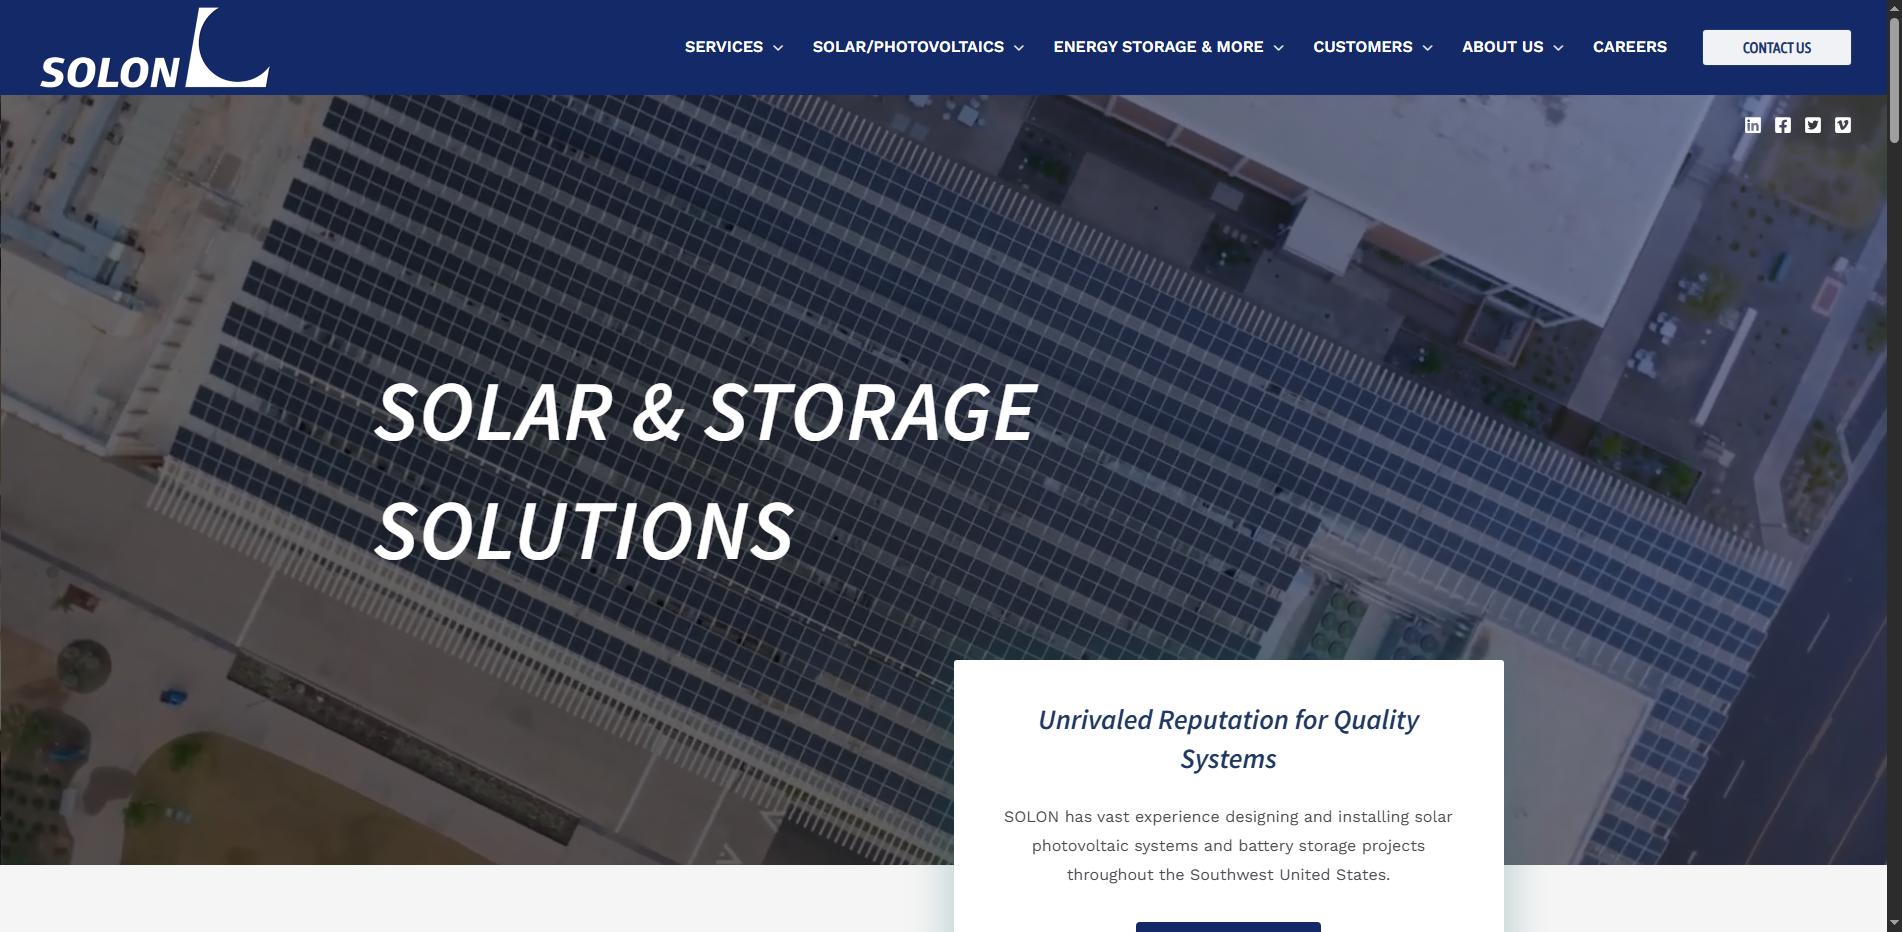 SOLON
SERVICES
SOLAR/PHOTOVOLTAICS
ENERGY STORAGE & MORE
CUSTOMERS
ABOUT US
CAREERS
CONTACT US
SOLAR & STORAGE
SOLUTIONS
Unrivaled Reputation for Quality
Systems
SOLON has vast experience designing and installing solar
photovoltaic systems and battery storage projects
throughout the Southwest United States.